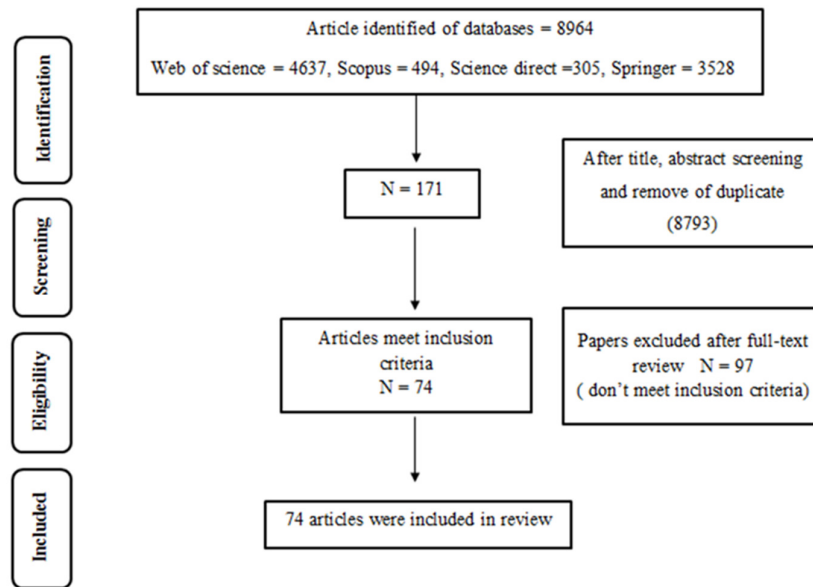 Article identified of databases = 8964
Web of science = 4637, Scopus = 494, Science direct =305, Springer = 3528
Identification
N = 171
After title, abstract screening
and remove of duplicate
(8793)
Screening
Articles meet inclusion
criteria
N = 74
Papers excluded after full-text
review N = 97
( don’t meet inclusion criteria)
Eligibility
74 articles were included in review
Included